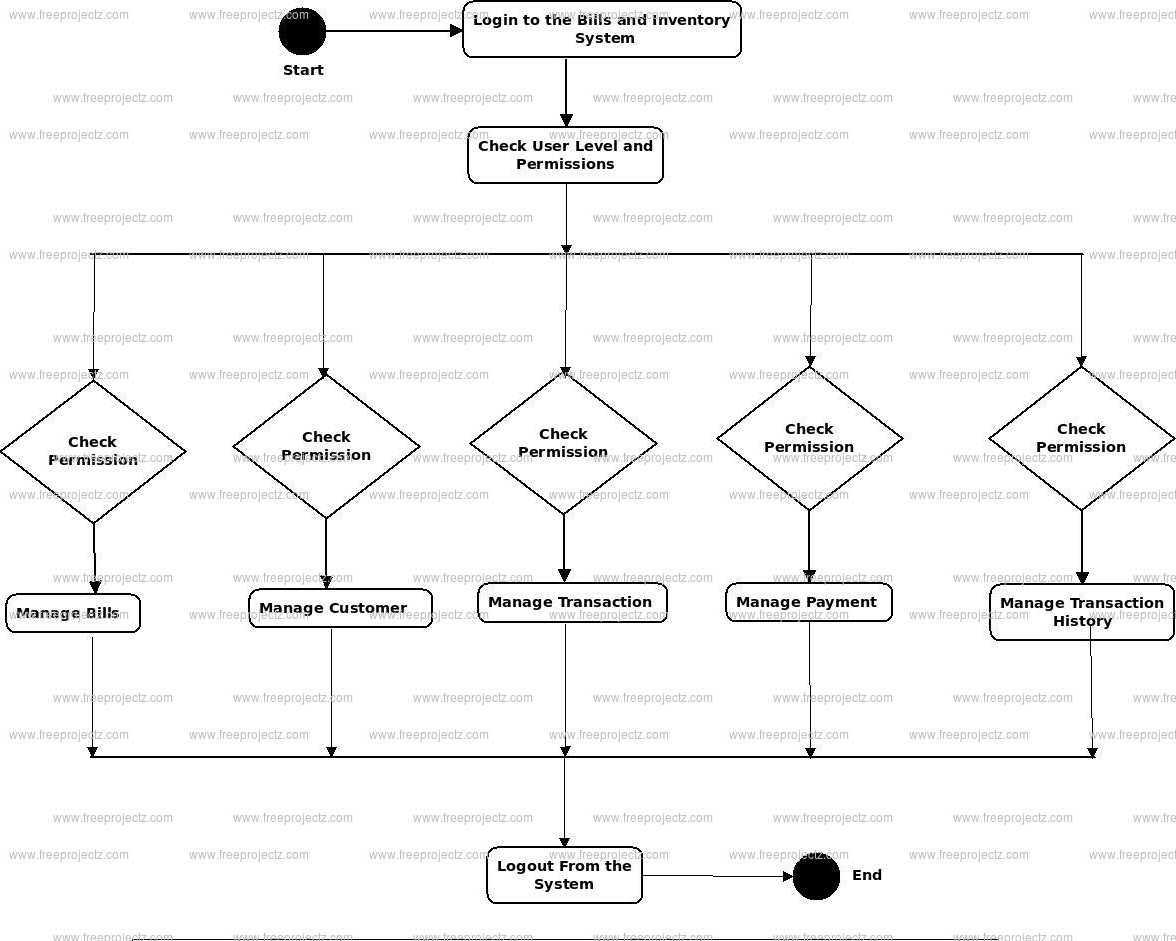 Login to the Bills and Inventory
System
Start
Check User Level and
Permissions
Check
Permission
Check
Permission
Check
Permission
Check
Permission
Check
Permission
Manage Bills
Manage Customer
Manage Transaction
Manage Payment
Manage Transaction
History
Logout From the
System
End
www.freeprojectz.com